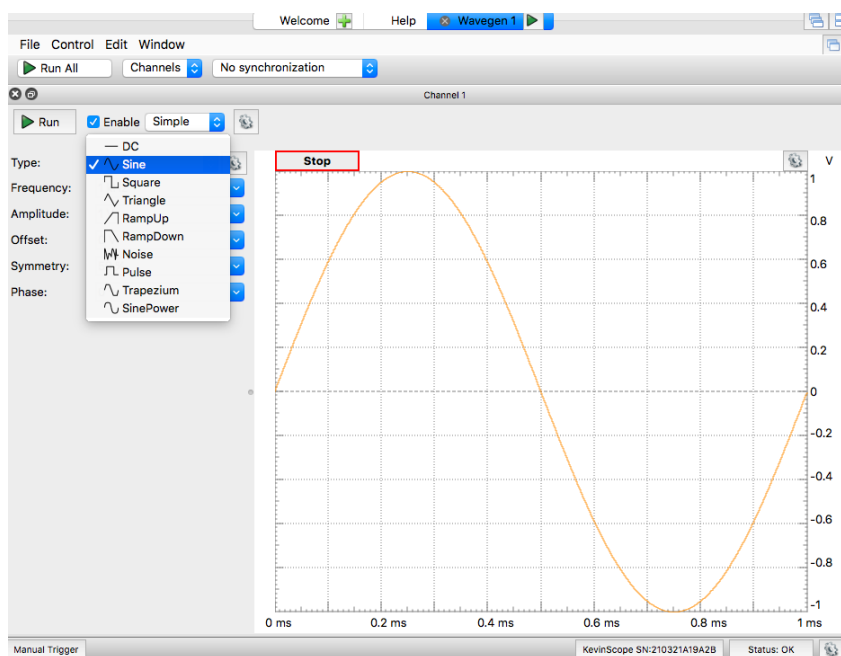 Welcome Help Wavegen 1
File Control Edit Window
Run All Channels No synchronization
Channel 1
Run Enable Simple
Type:
Frequency:
Amplitude:
Offset:
Symmetry:
Phase:
DC
Sine
Square
Triangle
RampUp
RampDown
Noise
Pulse
Trapezium
SinePower
Stop V
1
0.8
0.6
0.4
0.2
0
-0.2
-0.4
-0.6
-0.8
-1
0 ms 0.2 ms 0.4 ms 0.6 ms 0.8 ms 1 ms
Manual Trigger KevinScope SN:210321A19A2B Status: OK